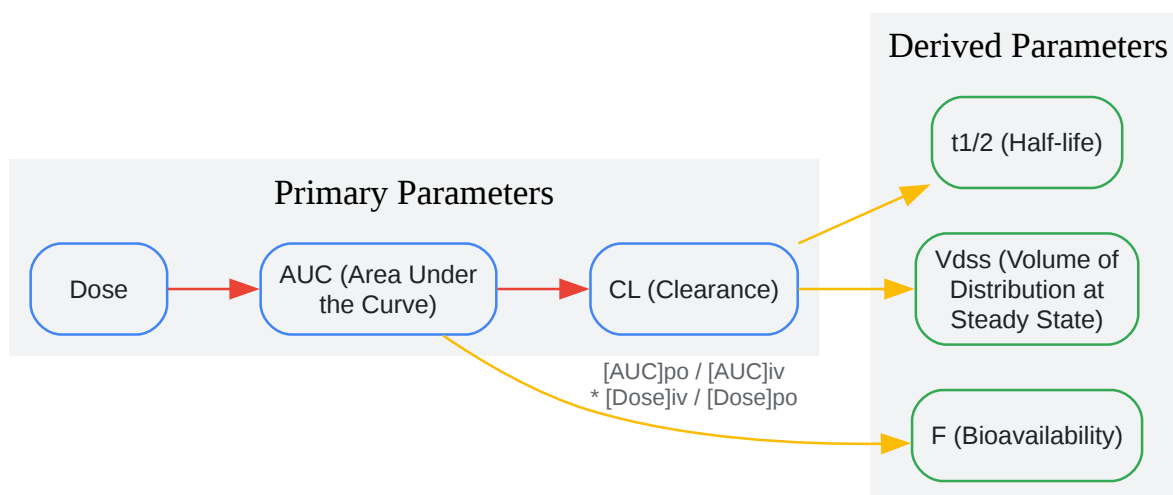 Derived Parameters
t1/2 (Half-life)
Primary Parameters
Dose
AUC (Area Under
the Curve)
CL (Clearance)
Vdss (Volume of
Distribution at
Steady State)
[AUC]po / [AUC]iv
* [Dose]iv / [Dose]po
F (Bioavailability)